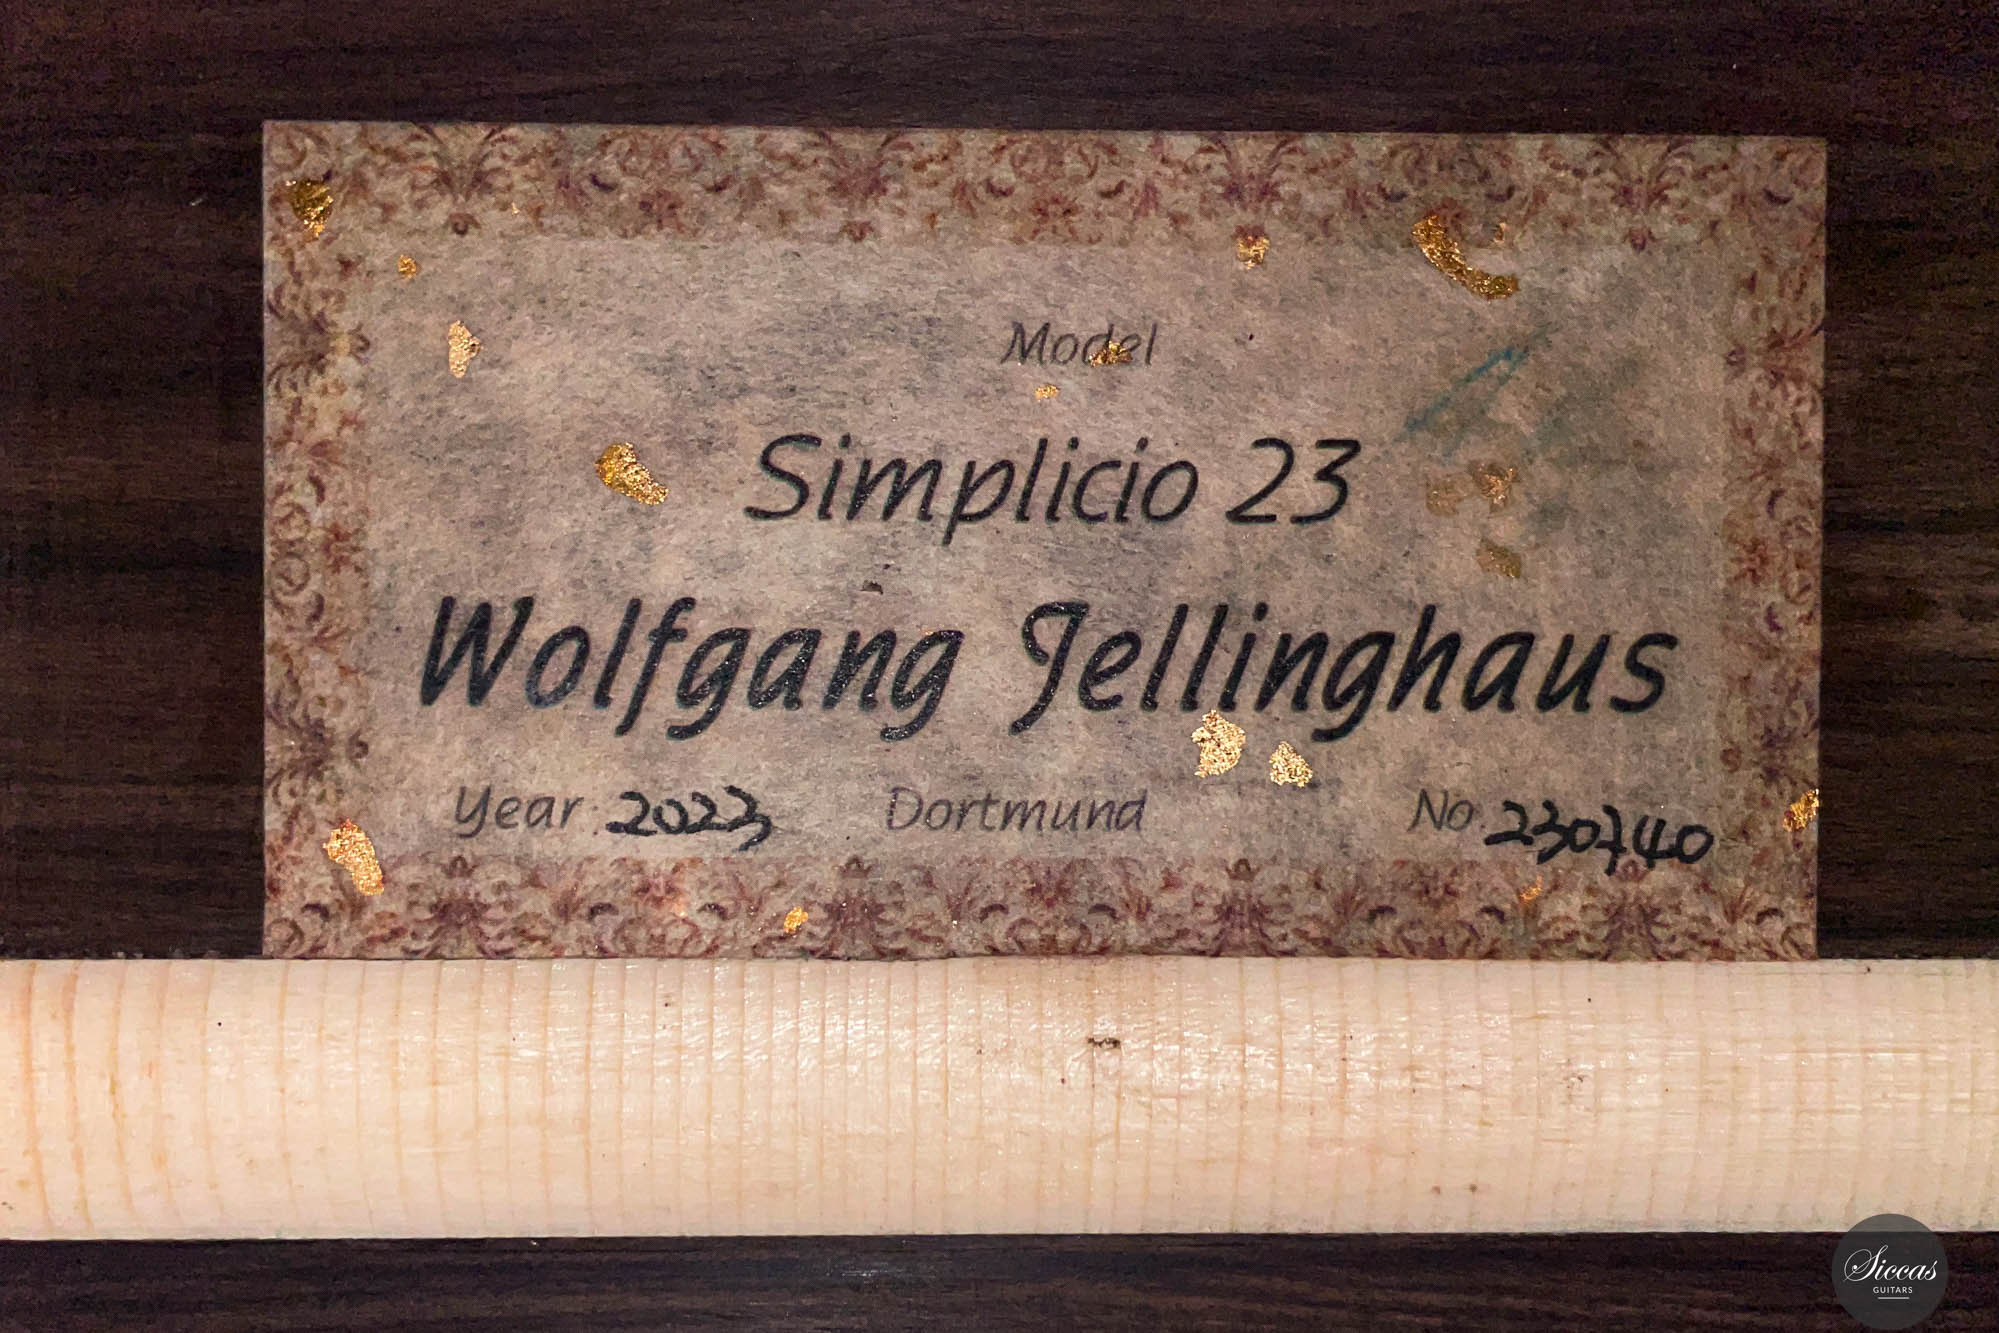 Model
Simplicio 23
Wolfgang Jellinghaus
Year: 2023 Dortmund No. 230740
Siccas
GUITARS